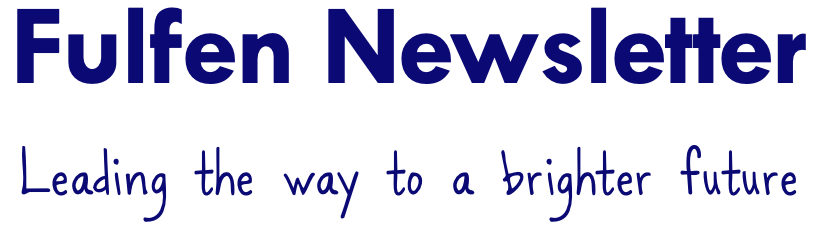 Fulfen Newsletter
Leading the way to a brighter future